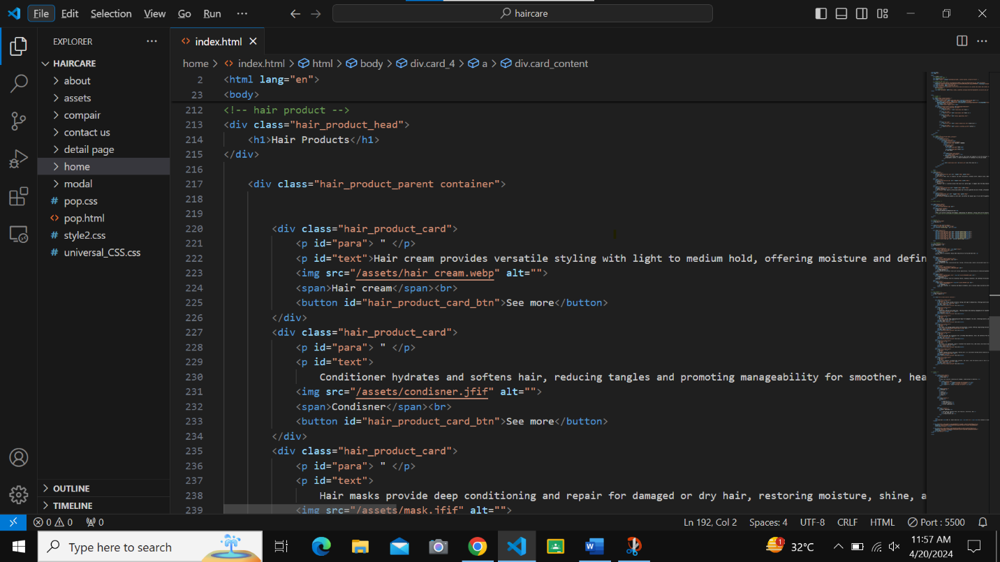 File Edit Selection View Go Run ··· haircare
EXPLORER
index.html
HAIRCARE
home > index.html > html > body > div.card_4 > a > div.card_content
about
assets
compair
contact us
detail page
home
modal
pop.css
pop.html
style2.css
universal_CSS.css
OUTLINE
TIMELINE
2 <html lang="en">
23 <body>
212 <!-- hair product -->
213 <div class="hair_product_head">
214 <h1>Hair Products</h1>
215 </div>
216
217 <div class="hair_product_parent container">
218
219
220 <div class="hair_product_card">
221 <p id="para"> " </p>
222 <p id="text">Hair cream provides versatile styling with light to medium hold, offering moisture and defin
223 <img src="/assets/hair cream.webp" alt="">
224 <span>Hair cream</span><br>
225 <button id="hair_product_card_btn">See more</button>
226 </div>
227 <div class="hair_product_card">
228 <p id="para"> " </p>
229 <p id="text">
230 Conditioner hydrates and softens hair, reducing tangles and promoting manageability for smoother, hea
231 <img src="/assets/condisner.jfif" alt="">
232 <span>Condisner</span><br>
233 <button id="hair_product_card_btn">See more</button>
234 </div>
235 <div class="hair_product_card">
236 <p id="para"> " </p>
237 <p id="text">
238 Hair masks provide deep conditioning and repair for damaged or dry hair, restoring moisture, shine, a
239 <img src="/assets/mask.jfif" alt="">
0 0 0 Ln 192, Col 2 Spaces: 4 UTF-8 CRLF HTML Port : 5500
Type here to search
1 32°C
11:57 AM
4/20/2024